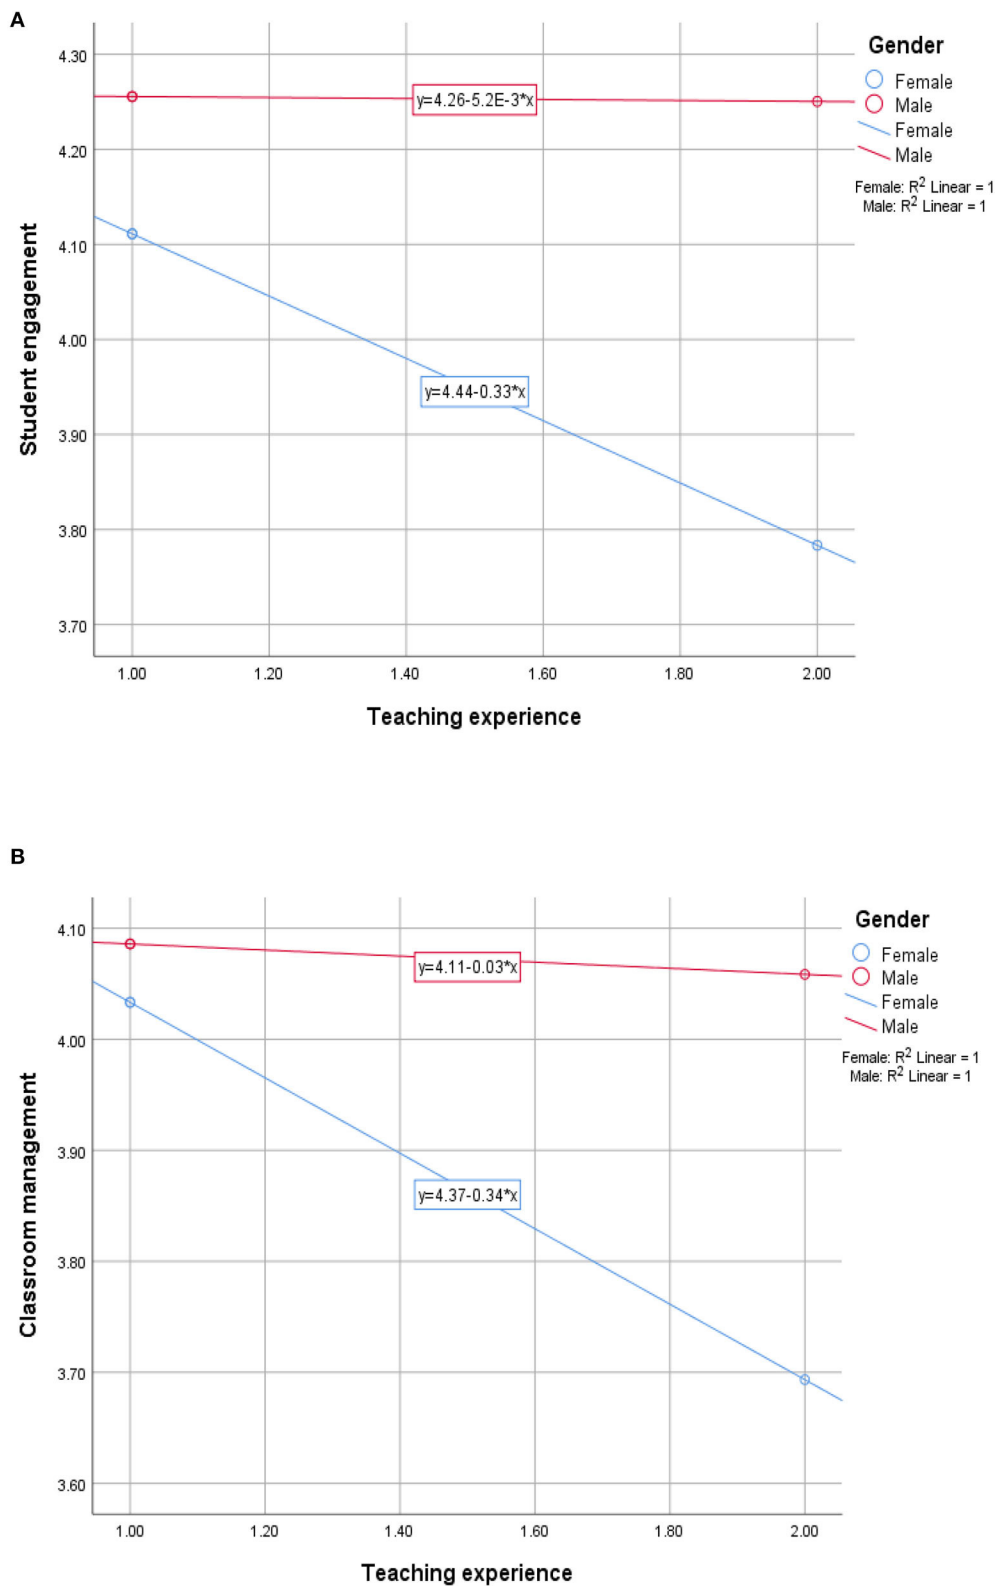 A
Gender
Female
Male
Female
Male
Female: R² Linear = 1
Male: R² Linear = 1
4.30
4.20
4.10
4.00
3.90
3.80
3.70
Student engagement
y=4.26-5.2E-3*x
y=4.44-0.33*x
1.00 1.20 1.40 1.60 1.80 2.00
Teaching experience
B
Gender
Female
Male
Female
Male
Female: R² Linear = 1
Male: R² Linear = 1
4.10
4.00
3.90
3.80
3.70
3.60
Classroom management
y=4.11-0.03*x
y=4.37-0.34*x
1.00 1.20 1.40 1.60 1.80 2.00
Teaching experience